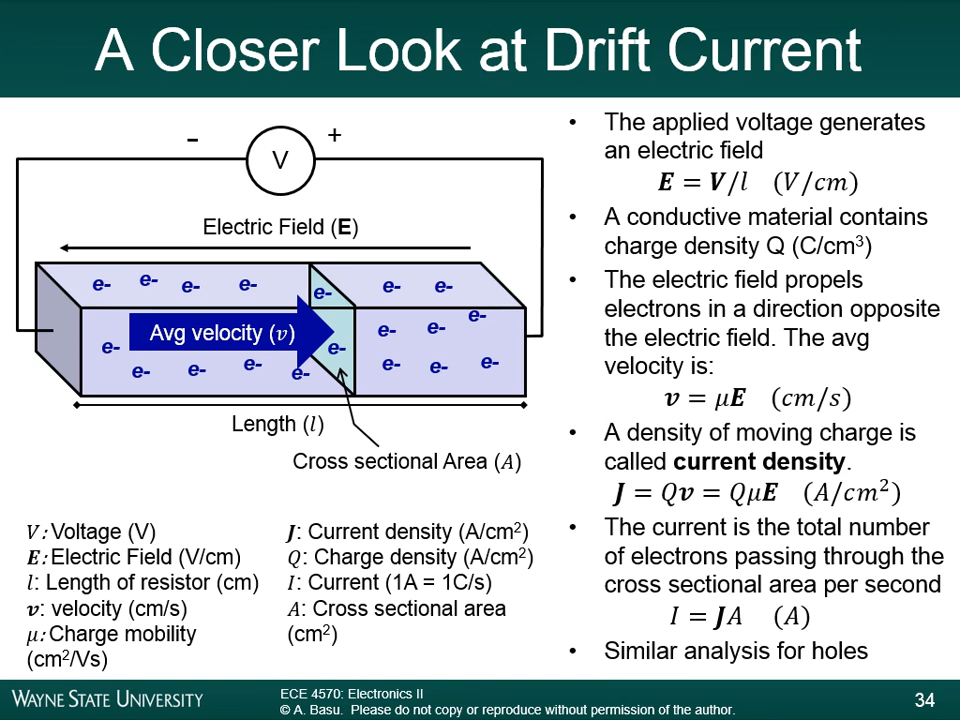 A Closer Look at Drift Current
-
+
V
Electric Field (E)
e- e- e- e- e- e- e-
e-
Avg velocity (v)
e- e-
e- e-
e- e- e- e- e- e- e-
Length (l)
Cross sectional Area (A)
V: Voltage (V)
E: Electric Field (V/cm)
l: Length of resistor (cm)
v: velocity (cm/s)
μ: Charge mobility
(cm²/Vs)
J: Current density (A/cm²)
Q: Charge density (A/cm²)
I: Current (1A = 1C/s)
A: Cross sectional area
(cm²)
• The applied voltage generates
an electric field
E = V/l (V/cm)
• A conductive material contains
charge density Q (C/cm³)
• The electric field propels
electrons in a direction opposite
the electric field. The avg
velocity is:
v = μE (cm/s)
• A density of moving charge is
called current density.
J = Qv = QμE (A/cm²)
• The current is the total number
of electrons passing through the
cross sectional area per second
I = JA (A)
• Similar analysis for holes
WAYNE STATE UNIVERSITY
ECE 4570: Electronics II
© A. Basu. Please do not copy or reproduce without permission of the author.
34